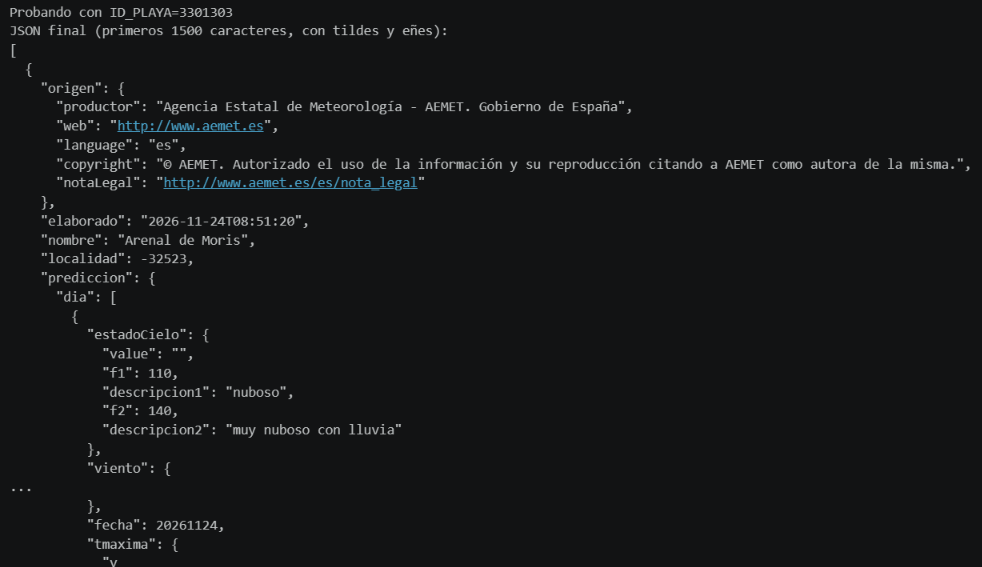 Probando con ID_PLAYA=3301303
JSON final (primeros 1500 caracteres, con tildes y eñes):
[
  {
    "origen": {
      "productor": "Agencia Estatal de Meteorología - AEMET. Gobierno de España",
      "web": "http://www.aemet.es",
      "language": "es",
      "copyright": "© AEMET. Autorizado el uso de la información y su reproducción citando a AEMET como autora de la misma.",
      "notaLegal": "http://www.aemet.es/es/nota_legal"
    },
    "elaborado": "2026-11-24T08:51:20",
    "nombre": "Arenal de Moris",
    "localidad": -32523,
    "prediccion": {
      "dia": [
        {
          "estadoCielo": {
            "value": "",
            "f1": 110,
            "descripcion1": "nuboso",
            "f2": 140,
            "descripcion2": "muy nuboso con lluvia"
          },
          "viento": {
...
          },
          "fecha": 20261124,
          "tmaxima": {
            "v